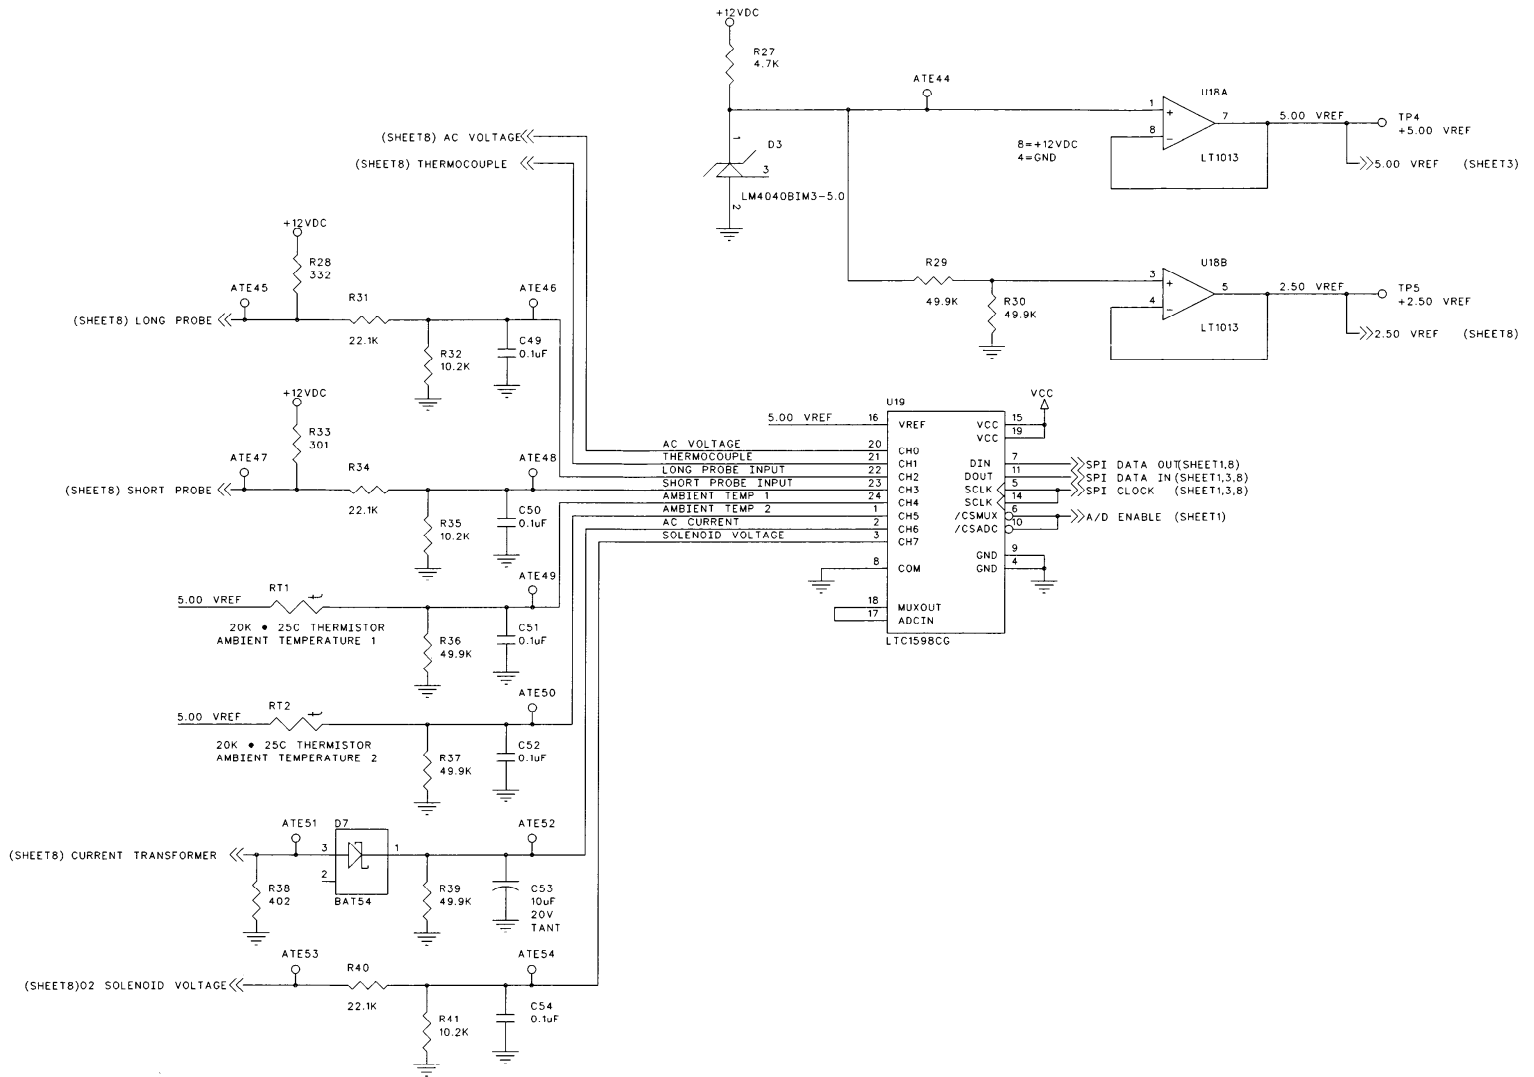 +12VDC
R27
4.7K
ATE44
U18A
1
+
7
5.00 VREF
TP4
+5.00 VREF
8
-
LT1013
8=+12VDC
4=GND
5.00 VREF (SHEET3)
(SHEET8) AC VOLTAGE
(SHEET8) THERMOCOUPLE
1
D3
3
LM4040BIM3-5.0
2
+12VDC
R28
332
ATE45
R31
22.1K
ATE46
(SHEET8) LONG PROBE
R32
10.2K
C49
0.1uF
R29
49.9K
R30
49.9K
U18B
3
+
5
2.50 VREF
TP5
+2.50 VREF
4
-
LT1013
2.50 VREF (SHEET8)
+12VDC
R33
301
ATE47
R34
22.1K
ATE48
(SHEET8) SHORT PROBE
R35
10.2K
C50
0.1uF
U19
VCC
5.00 VREF 16 VREF
VCC 15
VCC 19
AC VOLTAGE 20 CH0
THERMOCOUPLE 21 CH1
LONG PROBE INPUT 22 CH2
SHORT PROBE INPUT 23 CH3
AMBIENT TEMP 1 24 CH4
AMBIENT TEMP 2 1 CH5
AC CURRENT 2 CH6
SOLENOID VOLTAGE 3 CH7
8 COM
18 MUXOUT
17 ADCIN
DIN 7 SPI DATA OUT(SHEET1,8)
DOUT 11 SPI DATA IN (SHEET1,3,8)
SCLK 5 SPI CLOCK (SHEET1,3,8)
SCLK 14
/CSMUX 6 A/D ENABLE (SHEET1)
/CSADC 10
GND 9
GND 4
LTC1598CG
ATE49
5.00 VREF
RT1
t
20K • 25C THERMISTOR
AMBIENT TEMPERATURE 1
R36
49.9K
C51
0.1uF
ATE50
5.00 VREF
RT2
t
20K • 25C THERMISTOR
AMBIENT TEMPERATURE 2
R37
49.9K
C52
0.1uF
ATE51
D7
3
1
2
BAT54
ATE52
(SHEET8) CURRENT TRANSFORMER
R38
402
R39
49.9K
C53
10uF
20V
TANT
ATE53
R40
22.1K
ATE54
(SHEET8)O2 SOLENOID VOLTAGE
R41
10.2K
C54
0.1uF